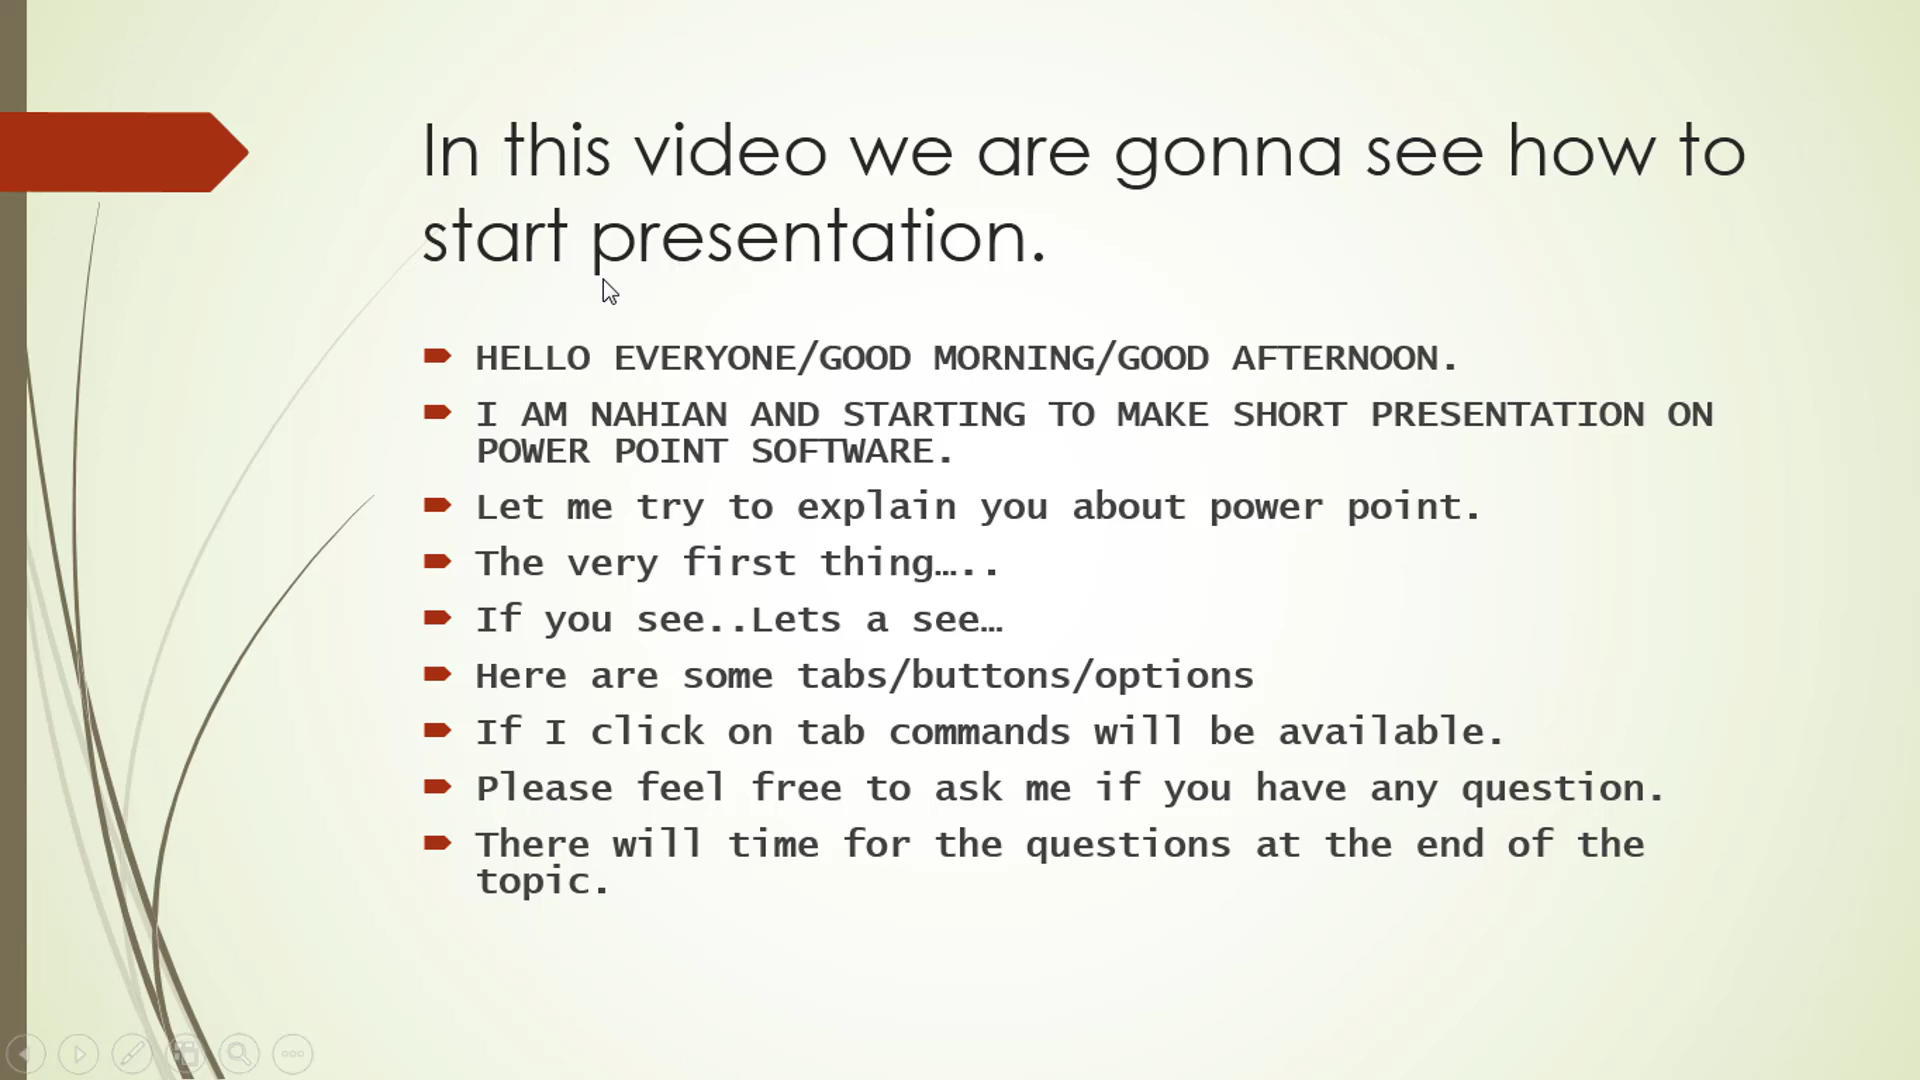 In this video we are gonna see how to
start presentation.
HELLO EVERYONE/GOOD MORNING/GOOD AFTERNOON.
I AM NAHIAN AND STARTING TO MAKE SHORT PRESENTATION ON
POWER POINT SOFTWARE.
Let me try to explain you about power point.
The very first thing…..
If you see..Lets a see…
Here are some tabs/buttons/options
If I click on tab commands will be available.
Please feel free to ask me if you have any question.
There will time for the questions at the end of the
topic.